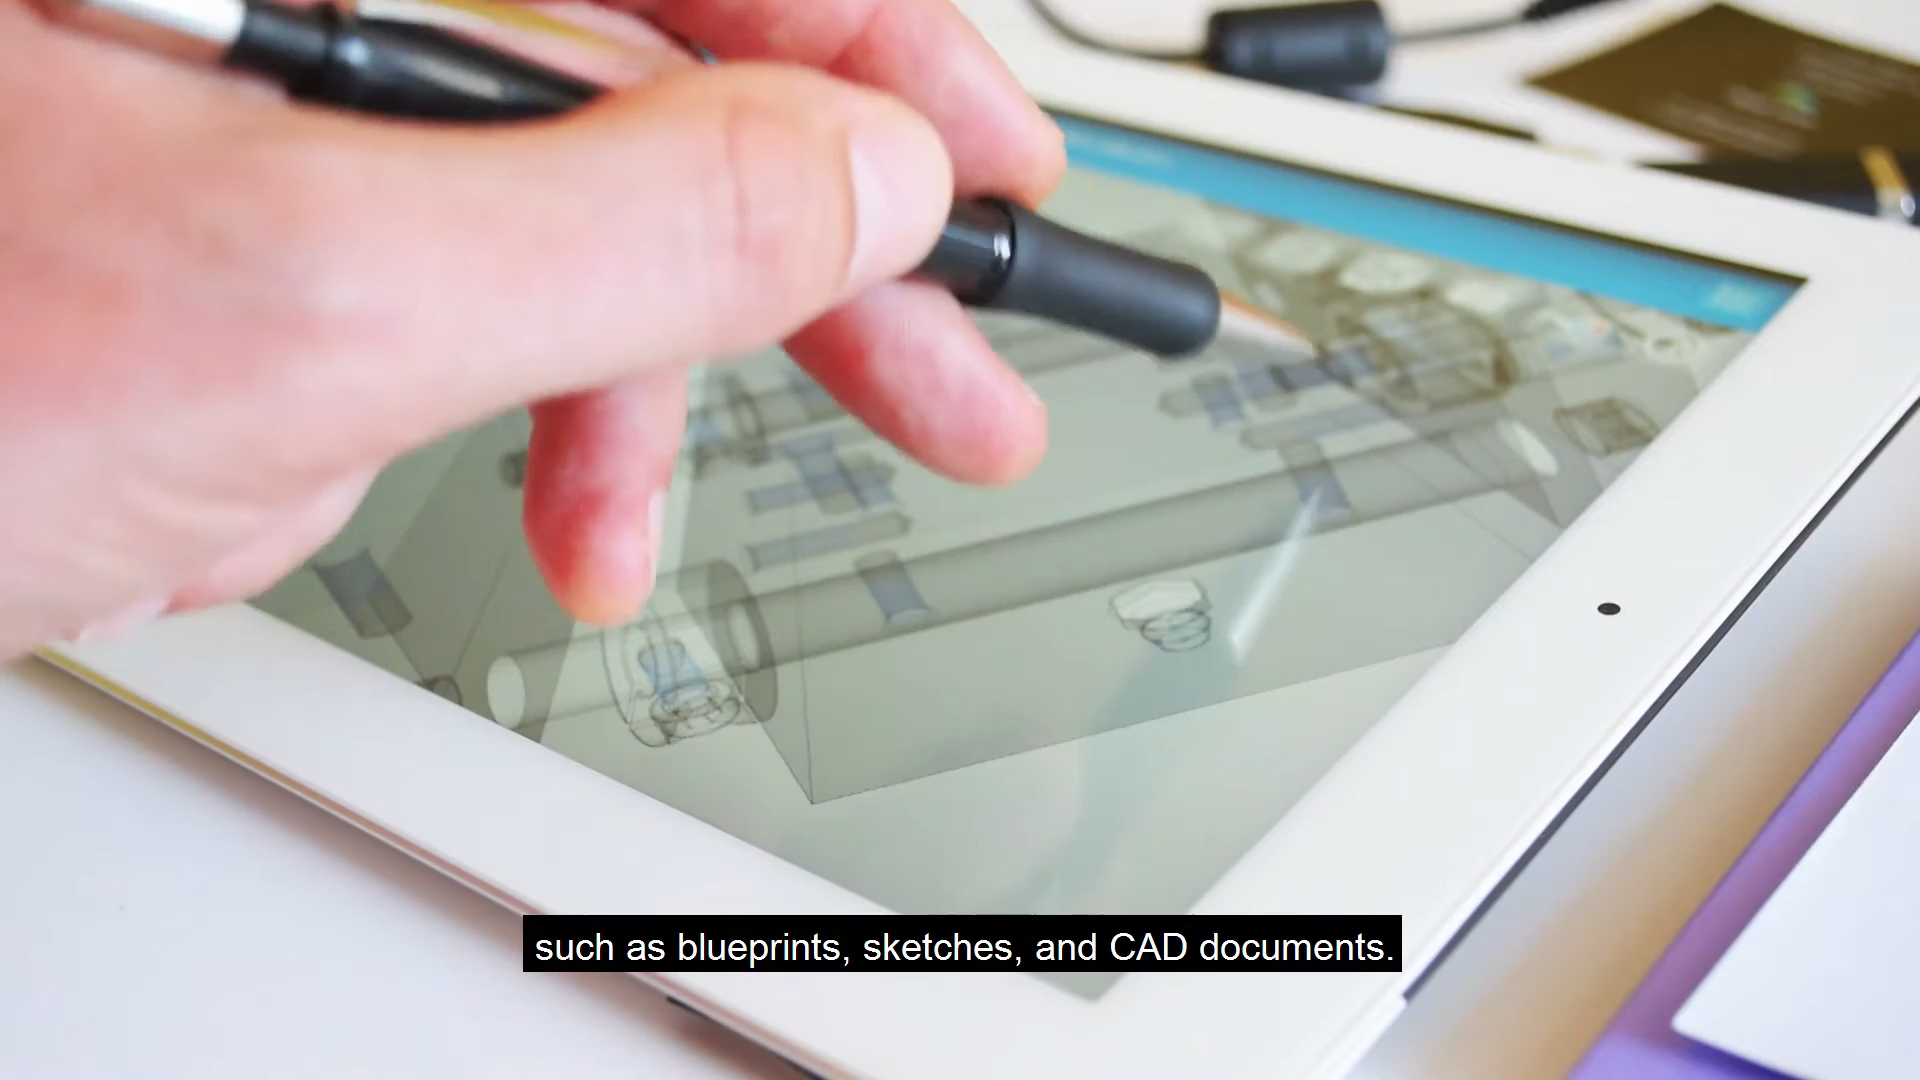 such as blueprints, sketches, and CAD documents.